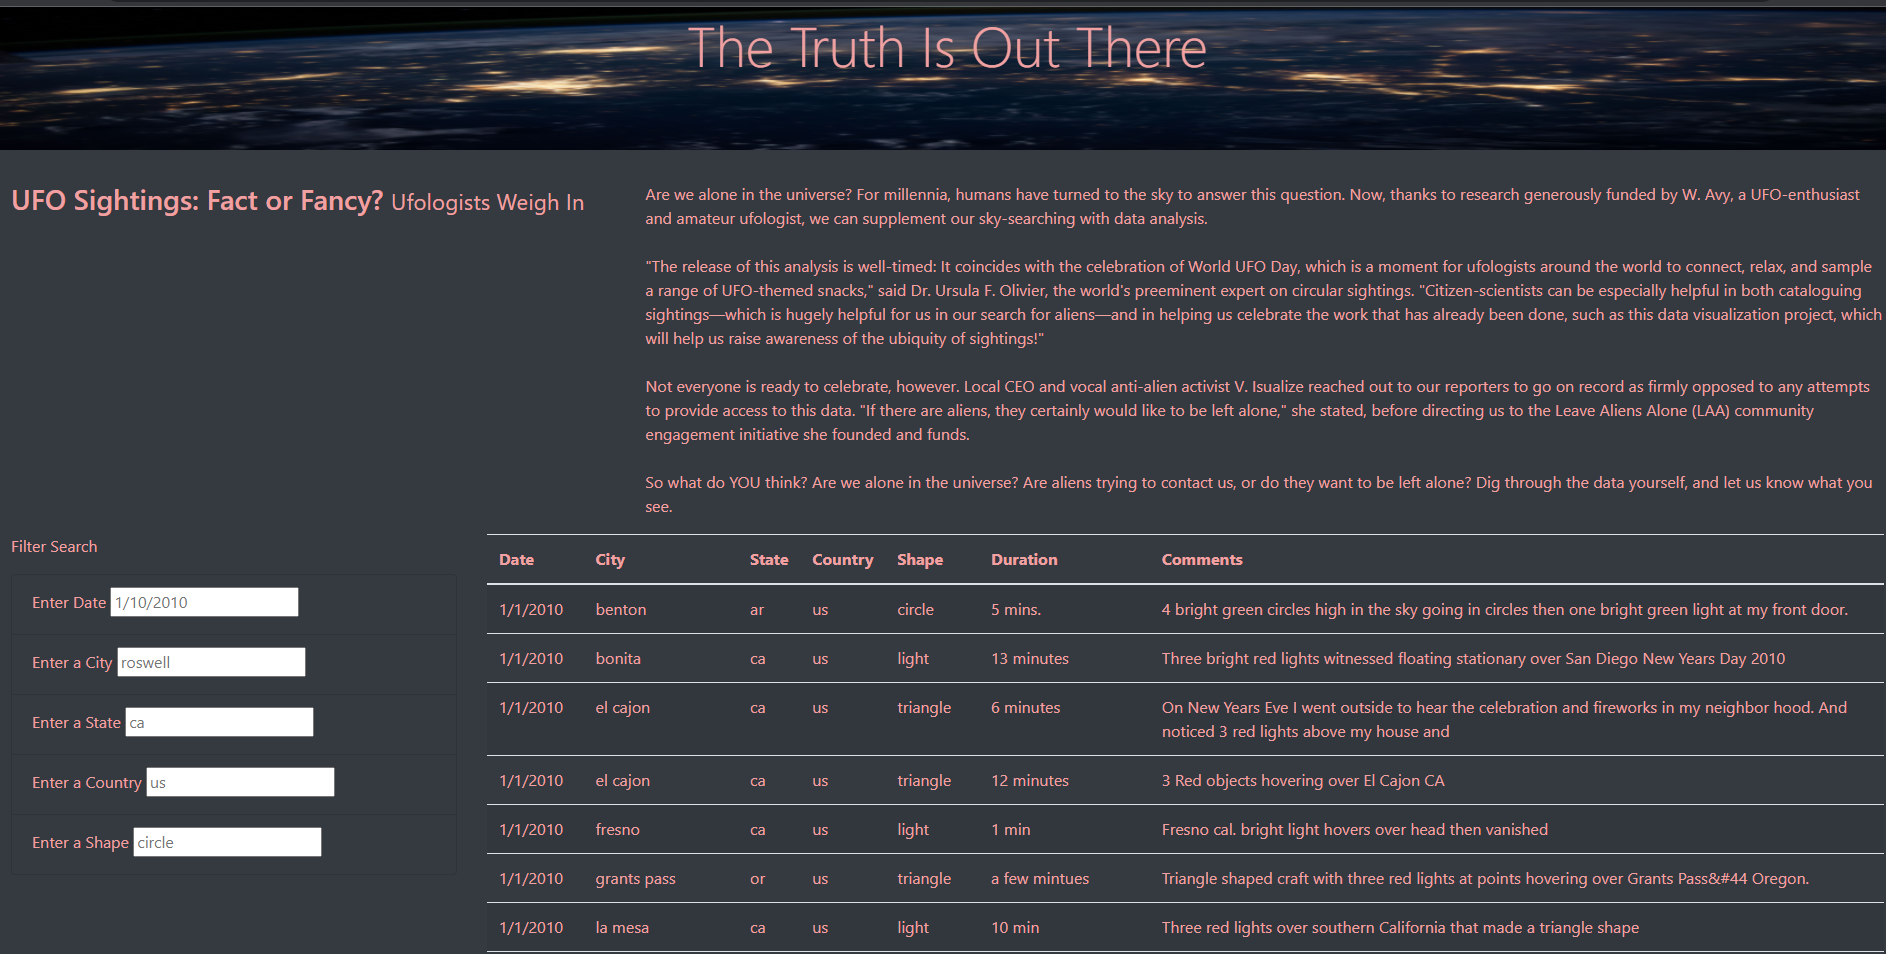 The Truth Is Out There
UFO Sightings: Fact or Fancy? Ufologists Weigh In
Are we alone in the universe? For millennia, humans have turned to the sky to answer this question. Now, thanks to research generously funded by W. Avy, a UFO-enthusiast
and amateur ufologist, we can supplement our sky-searching with data analysis.
"The release of this analysis is well-timed: It coincides with the celebration of World UFO Day, which is a moment for ufologists around the world to connect, relax, and sample
a range of UFO-themed snacks," said Dr. Ursula F. Olivier, the world's preeminent expert on circular sightings. "Citizen-scientists can be especially helpful in both cataloguing
sightings—which is hugely helpful for us in our search for aliens—and in helping us celebrate the work that has already been done, such as this data visualization project, which
will help us raise awareness of the ubiquity of sightings!"
Not everyone is ready to celebrate, however. Local CEO and vocal anti-alien activist V. Isualize reached out to our reporters to go on record as firmly opposed to any attempts
to provide access to this data. "If there are aliens, they certainly would like to be left alone," she stated, before directing us to the Leave Aliens Alone (LAA) community
engagement initiative she founded and funds.
So what do YOU think? Are we alone in the universe? Are aliens trying to contact us, or do they want to be left alone? Dig through the data yourself, and let us know what you
see.
Filter Search
Enter Date 1/10/2010
Enter a City roswell
Enter a State ca
Enter a Country us
Enter a Shape circle
Date City State Country Shape Duration Comments
1/1/2010 benton ar us circle 5 mins. 4 bright green circles high in the sky going in circles then one bright green light at my front door.
1/1/2010 bonita ca us light 13 minutes Three bright red lights witnessed floating stationary over San Diego New Years Day 2010
1/1/2010 el cajon ca us triangle 6 minutes On New Years Eve I went outside to hear the celebration and fireworks in my neighbor hood. And
noticed 3 red lights above my house and
1/1/2010 el cajon ca us triangle 12 minutes 3 Red objects hovering over El Cajon CA
1/1/2010 fresno ca us light 1 min Fresno cal. bright light hovers over head then vanished
1/1/2010 grants pass or us triangle a few mintues Triangle shaped craft with three red lights at points hovering over Grants Pass&#44 Oregon.
1/1/2010 la mesa ca us light 10 min Three red lights over southern California that made a triangle shape